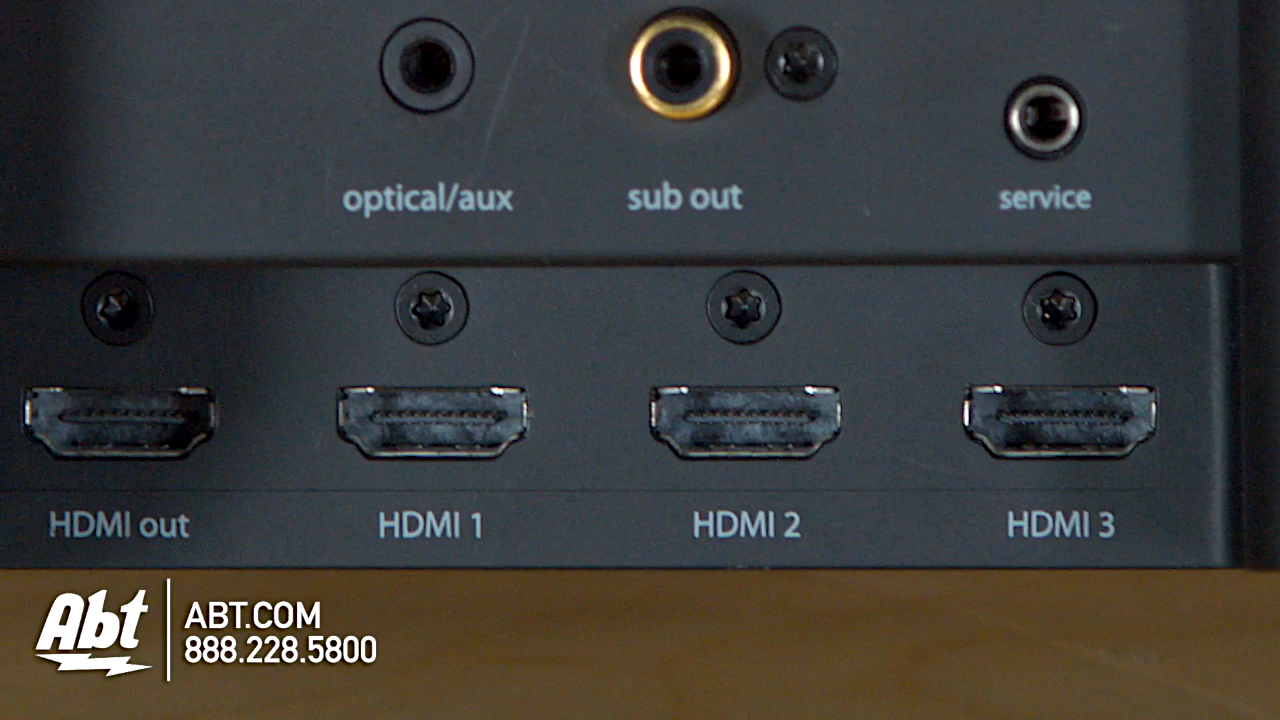 optical/aux sub out service
HDMI out HDMI 1 HDMI 2 HDMI 3
Abt
ABT.COM
888.228.5800